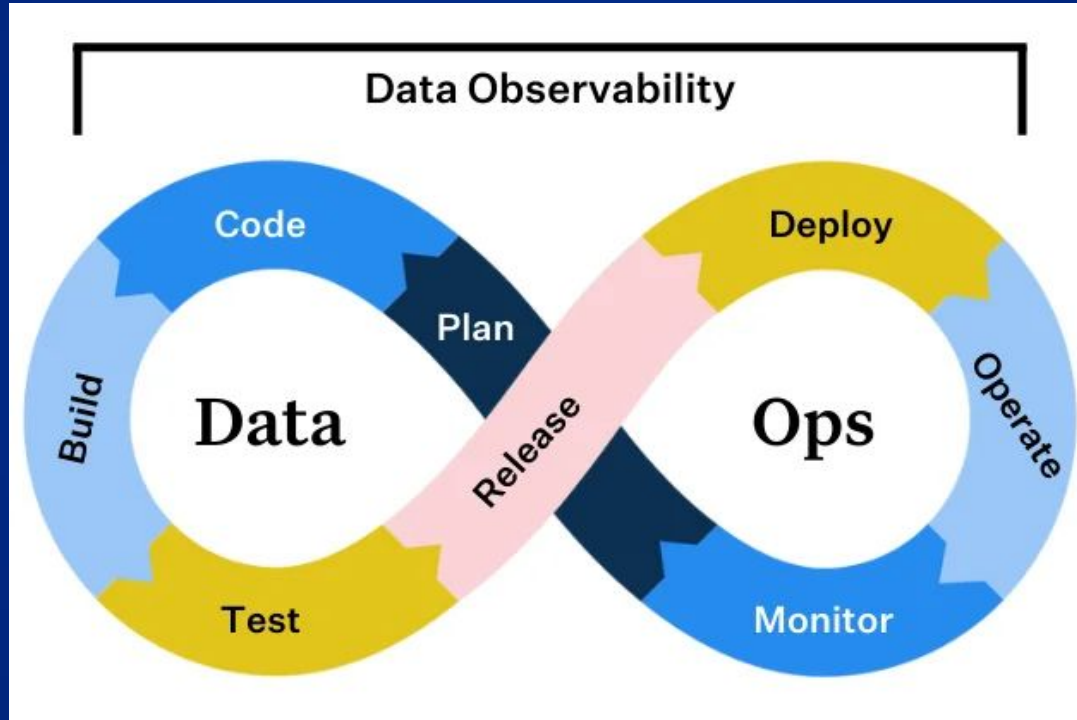 Data Observability
Code
Deploy
Plan
Build
Data
Release
Ops
Operate
Test
Monitor